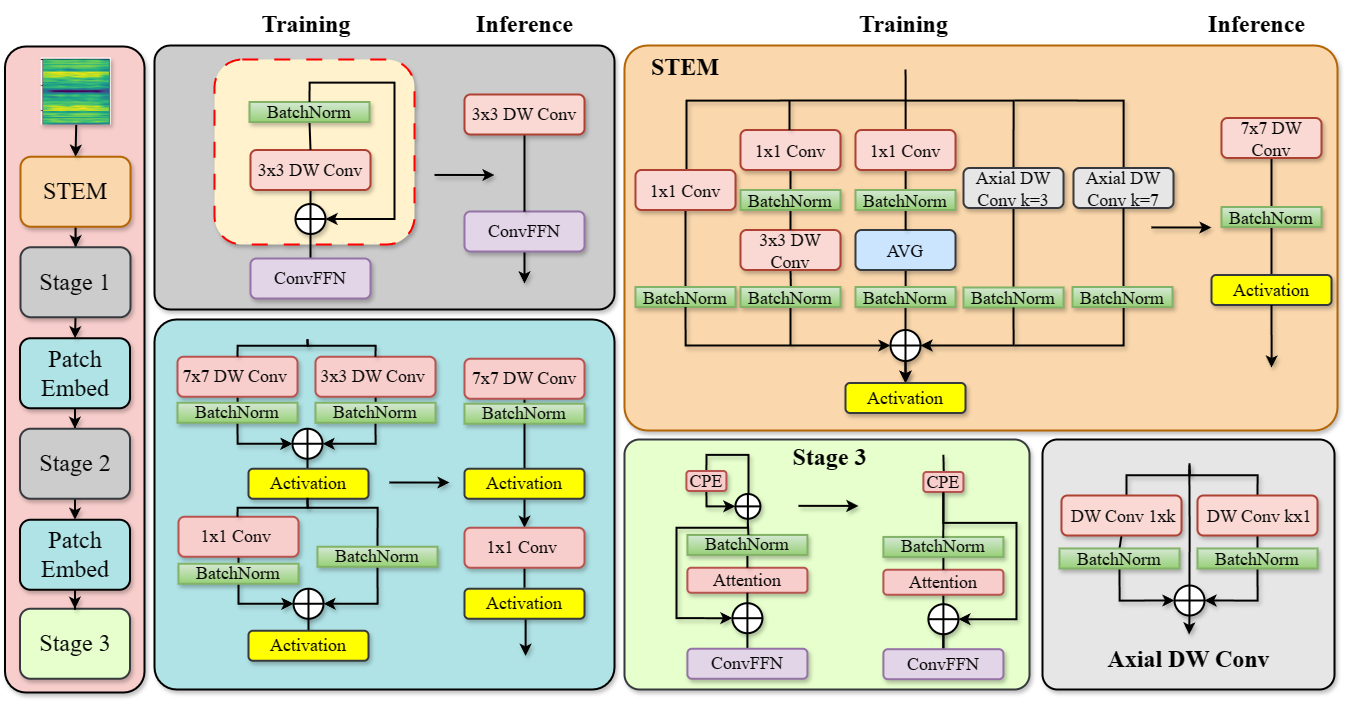 Training
Inference
Training
Inference
STEM
Stage 1
Patch
Embed
Stage 2
Patch
Embed
Stage 3
BatchNorm
3x3 DW Conv
ConvFFN
3x3 DW Conv
ConvFFN
7x7 DW Conv
3x3 DW Conv
BatchNorm
BatchNorm
Activation
1x1 Conv
BatchNorm
BatchNorm
Activation
7x7 DW Conv
BatchNorm
Activation
1x1 Conv
Activation
STEM
1x1 Conv
BatchNorm
1x1 Conv
BatchNorm
3x3 DW
Conv
BatchNorm
1x1 Conv
BatchNorm
AVG
BatchNorm
Axial DW
Conv k=3
BatchNorm
Axial DW
Conv k=7
BatchNorm
Activation
7x7 DW
Conv
BatchNorm
Activation
Stage 3
CPE
BatchNorm
Attention
ConvFFN
CPE
BatchNorm
Attention
ConvFFN
DW Conv 1xk
DW Conv kx1
BatchNorm
BatchNorm
Axial DW Conv